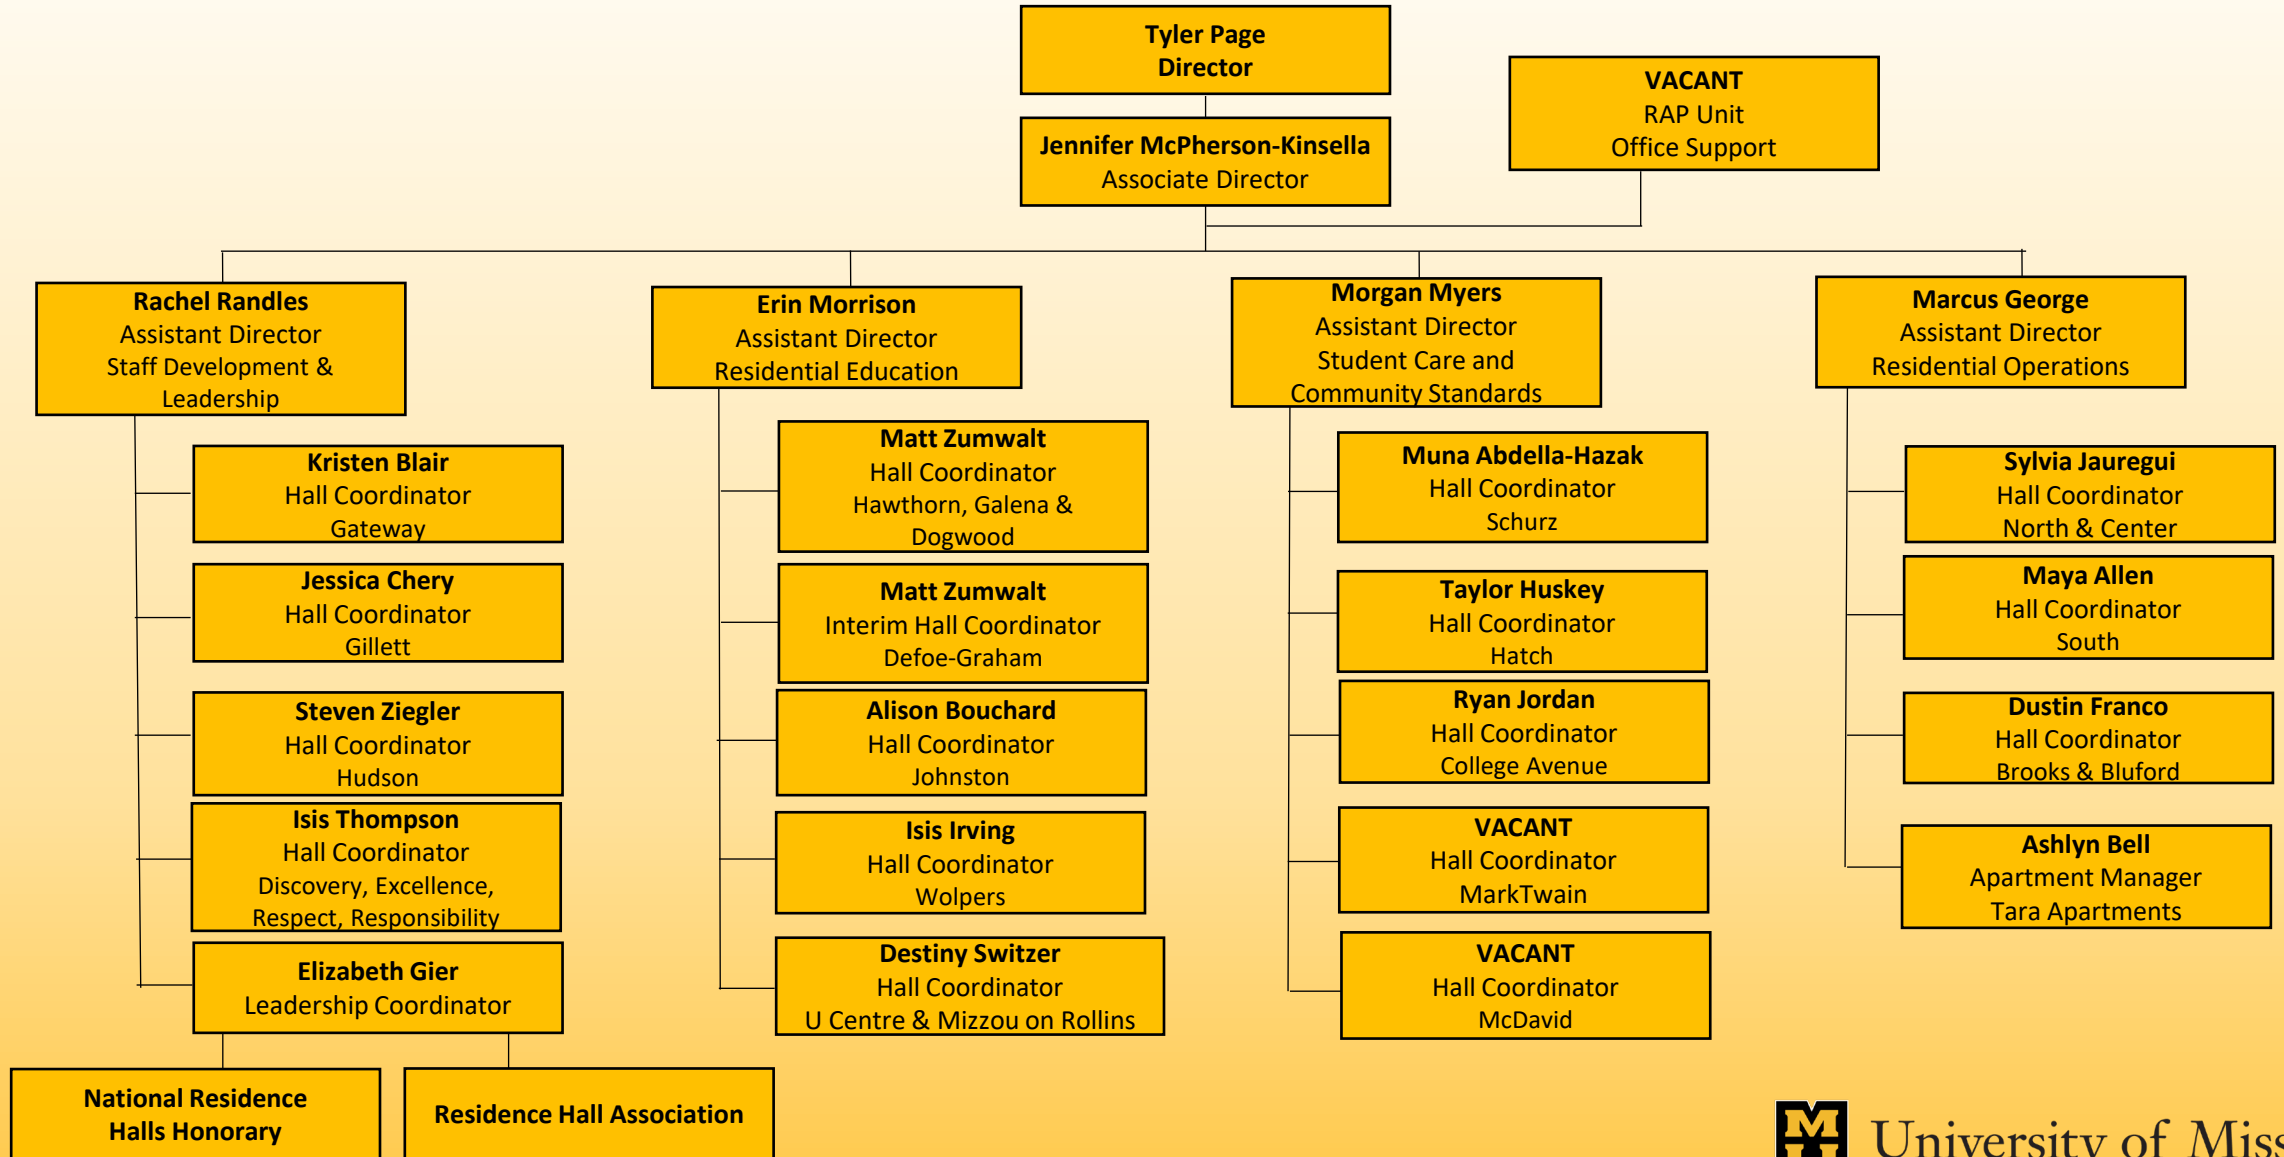 Tyler Page
Director
VACANT
RAP Unit
Office Support
Jennifer McPherson-Kinsella
Associate Director
Rachel Randles
Assistant Director
Staff Development &
Leadership
Kristen Blair
Hall Coordinator
Gateway
Jessica Chery
Hall Coordinator
Gillett
Steven Ziegler
Hall Coordinator
Hudson
Isis Thompson
Hall Coordinator
Discovery, Excellence,
Respect, Responsibility
Elizabeth Gier
Leadership Coordinator
National Residence
Halls Honorary
Residence Hall Association
Erin Morrison
Assistant Director
Residential Education
Matt Zumwalt
Hall Coordinator
Hawthorn, Galena &
Dogwood
Matt Zumwalt
Interim Hall Coordinator
Defoe-Graham
Alison Bouchard
Hall Coordinator
Johnston
Isis Irving
Hall Coordinator
Wolpers
Destiny Switzer
Hall Coordinator
U Centre & Mizzou on Rollins
Morgan Myers
Assistant Director
Student Care and
Community Standards
Muna Abdella-Hazak
Hall Coordinator
Schurz
Taylor Huskey
Hall Coordinator
Hatch
Ryan Jordan
Hall Coordinator
College Avenue
VACANT
Hall Coordinator
MarkTwain
VACANT
Hall Coordinator
McDavid
Marcus George
Assistant Director
Residential Operations
Sylvia Jauregui
Hall Coordinator
North & Center
Maya Allen
Hall Coordinator
South
Dustin Franco
Hall Coordinator
Brooks & Bluford
Ashlyn Bell
Apartment Manager
Tara Apartments
University of Miss